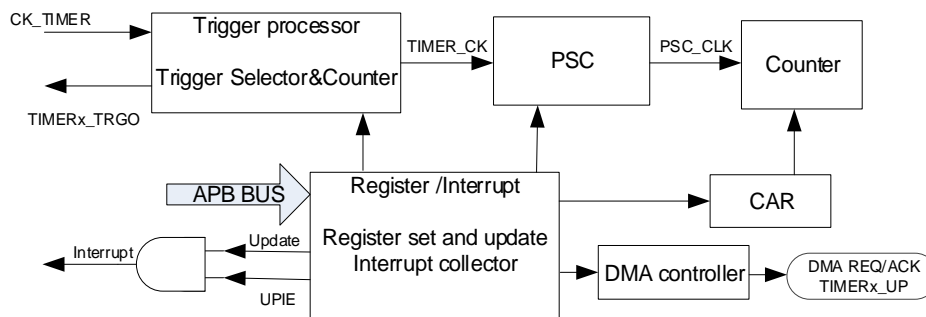 CK_TIMER
Trigger processor
Trigger Selector&Counter
TIMERx_TRGO
TIMER_CK
PSC
PSC_CLK
Counter
APB BUS
Register /Interrupt
Register set and update
Interrupt collector
CAR
Interrupt
Update
UPIE
DMA controller
DMA REQ/ACK
TIMERx_UP